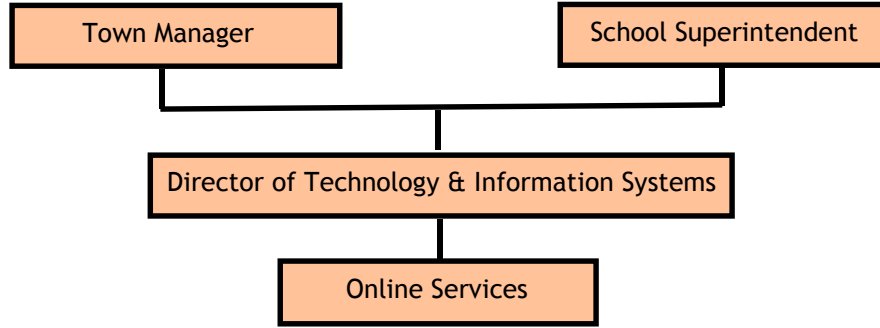 Town Manager
School Superintendent
Director of Technology & Information Systems
Online Services